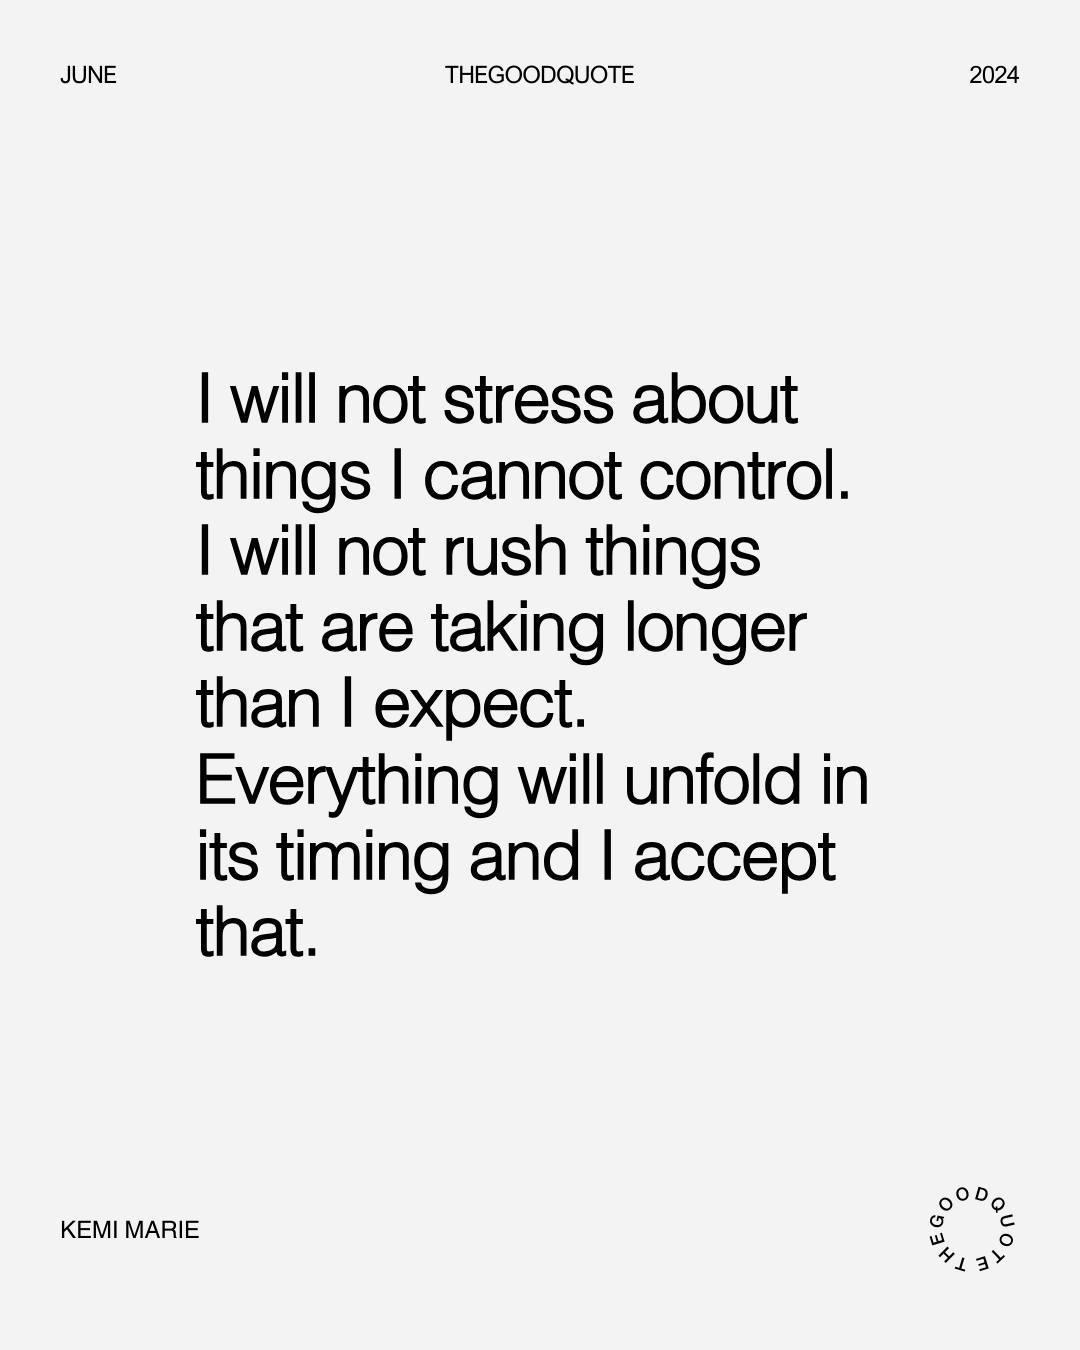 JUNE THEGOODQUOTE 2024
I will not stress about
things I cannot control.
I will not rush things
that are taking longer
than I expect.
Everything will unfold in
its timing and I accept
that.
KEMI MARIE
THEGOODQUOTE